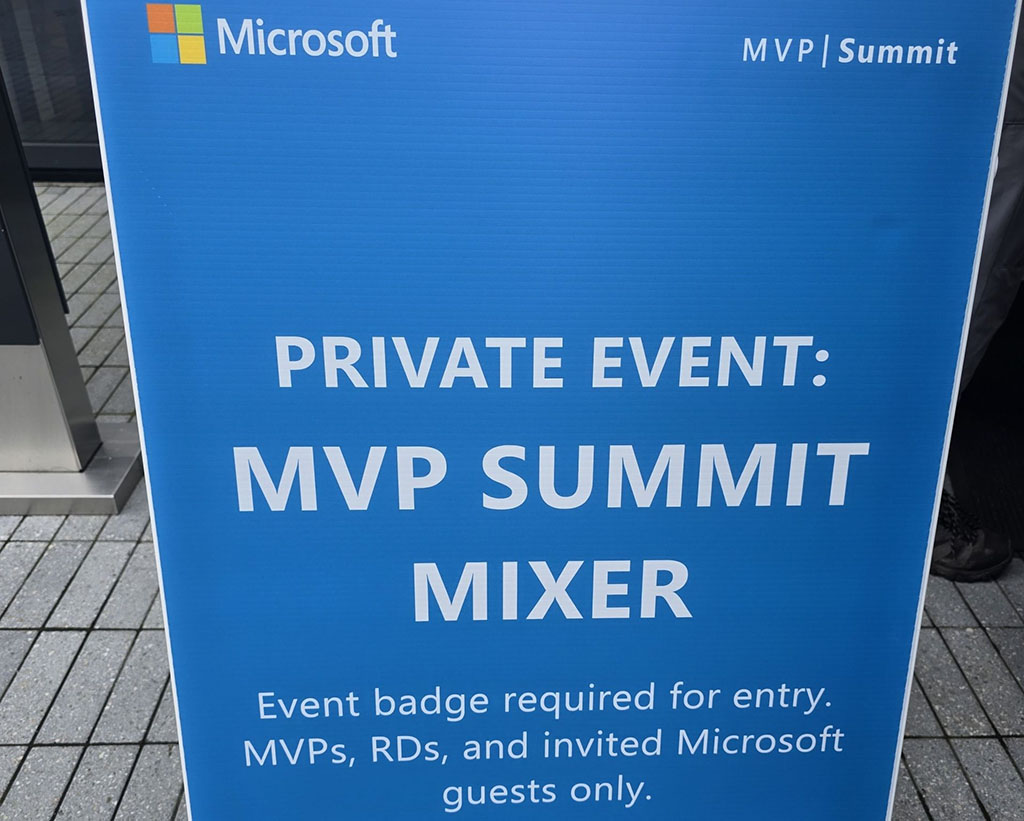 Microsoft
MVP | Summit
PRIVATE EVENT:
MVP SUMMIT
MIXER
Event badge required for entry.
MVPs, RDs, and invited Microsoft
guests only.